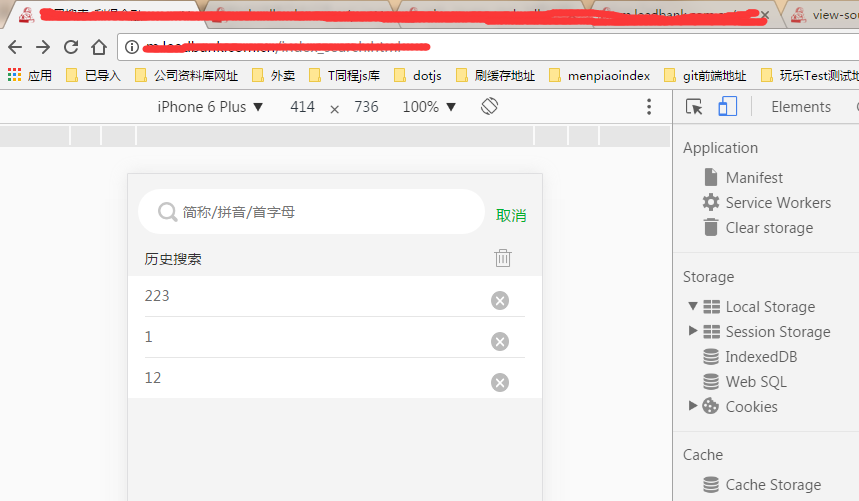 view-sou
应用 已导入 公司资料库网址 外卖 T同程js库 dotjs 刷缓存地址 menpiaoindex git前端地址 玩乐Test测试地
iPhone 6 Plus ▼ 414 × 736 100% ▼
Elements
简称/拼音/首字母
取消
历史搜索
223
1
12
Application
Manifest
Service Workers
Clear storage
Storage
Local Storage
Session Storage
IndexedDB
Web SQL
Cookies
Cache
Cache Storage